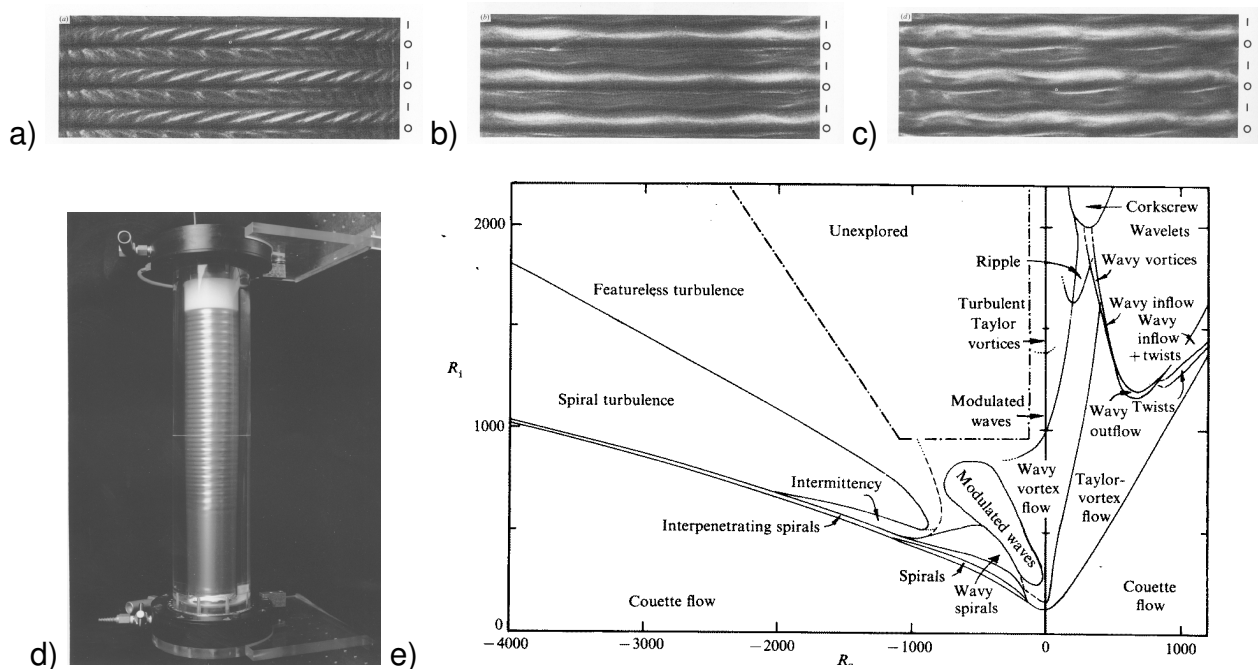 (a)
I
O
I
O
I
O
a)
(b)
I
O
I
O
I
O
b)
(d)
I
O
I
O
I
O
c)
d)
e)
2000
1000
0
R_i
−4000
−3000
−2000
−1000
0
1000
Unexplored
Featureless turbulence
Spiral turbulence
Intermittency
Interpenetrating spirals
Couette flow
Spirals
Wavy
spirals
Modulated waves
Wavy
vortex
flow
Taylor-
vortex
flow
Couette
flow
Modulated
waves
Turbulent
Taylor
vortices
Ripple
Corkscrew
Wavelets
Wavy vortices
Wavy inflow
Wavy
inflow
+ twists
Twists
Wavy
outflow